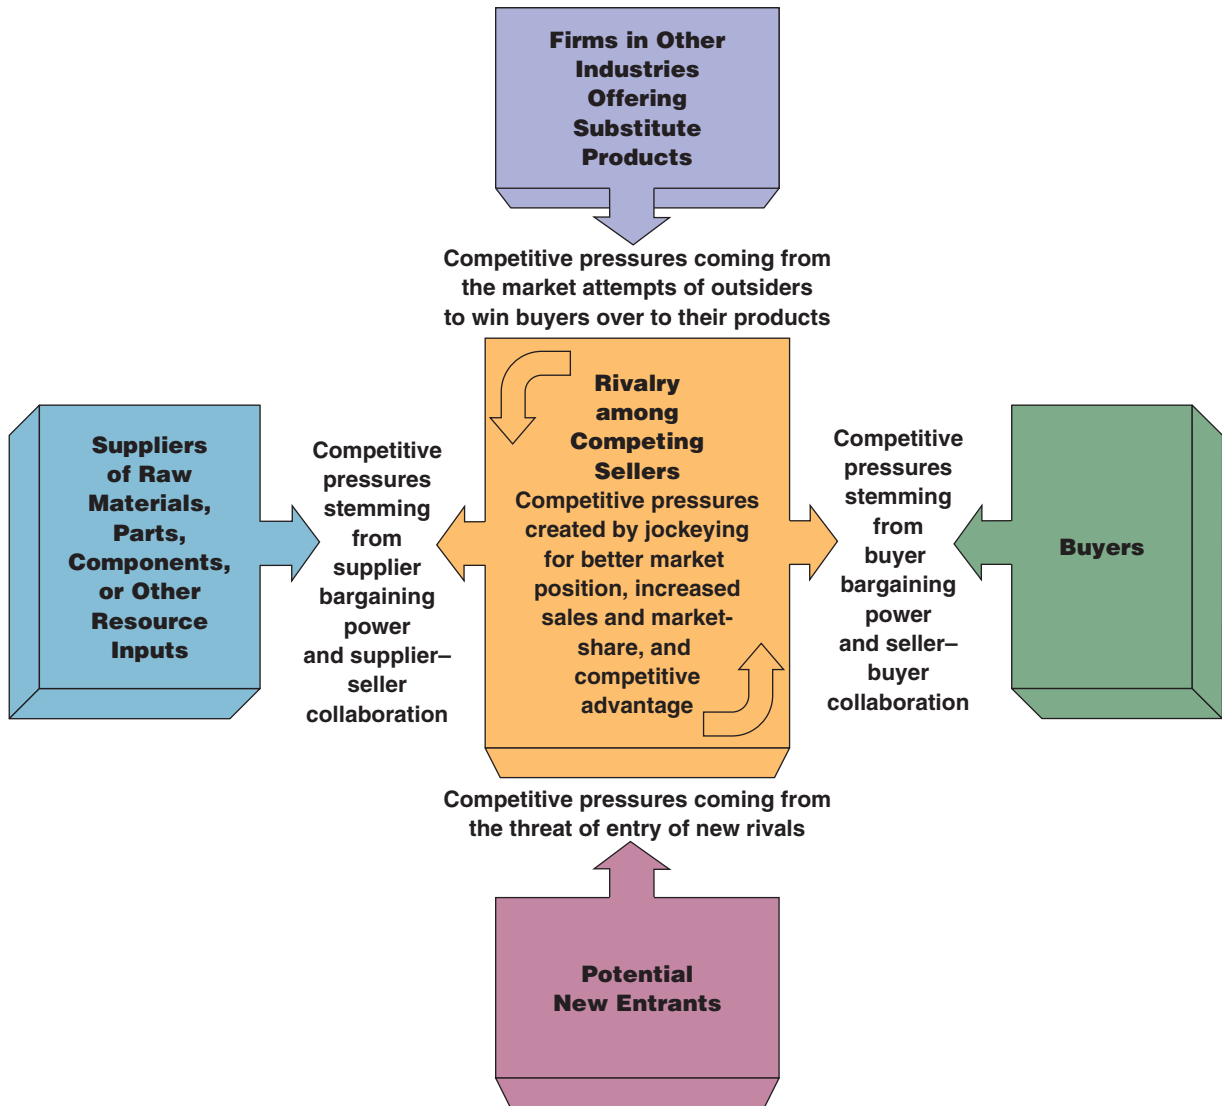 Firms in Other
Industries
Offering
Substitute
Products
Competitive pressures coming from
the market attempts of outsiders
to win buyers over to their products
Suppliers
of Raw
Materials,
Parts,
Components,
or Other
Resource
Inputs
Competitive
pressures
stemming
from
supplier
bargaining
power
and supplier–
seller
collaboration
Rivalry
among
Competing
Sellers
Competitive pressures
created by jockeying
for better market
position, increased
sales and market-
share, and
competitive
advantage
Competitive
pressures
stemming
from
buyer
bargaining
power
and seller–
buyer
collaboration
Buyers
Competitive pressures coming from
the threat of entry of new rivals
Potential
New Entrants